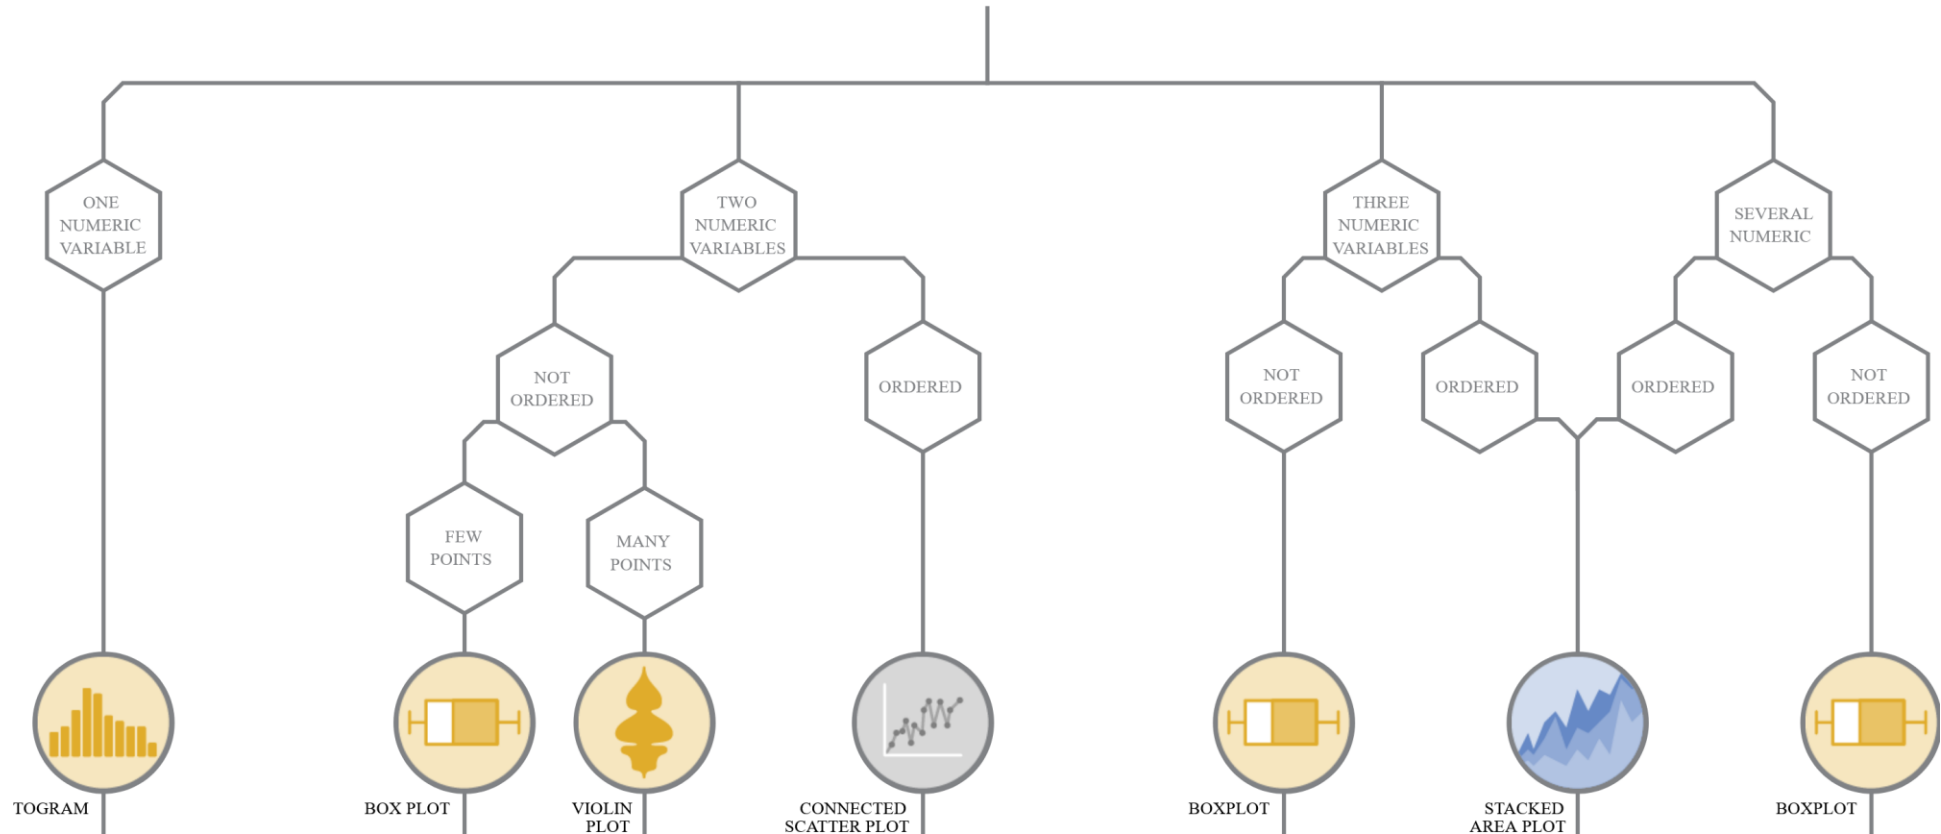 ONE
NUMERIC
VARIABLE
TWO
NUMERIC
VARIABLES
THREE
NUMERIC
VARIABLES
SEVERAL
NUMERIC
NOT
ORDERED
ORDERED
NOT
ORDERED
ORDERED
ORDERED
NOT
ORDERED
FEW
POINTS
MANY
POINTS
TOGRAM
BOX PLOT
VIOLIN
PLOT
CONNECTED
SCATTER PLOT
BOXPLOT
STACKED
AREA PLOT
BOXPLOT